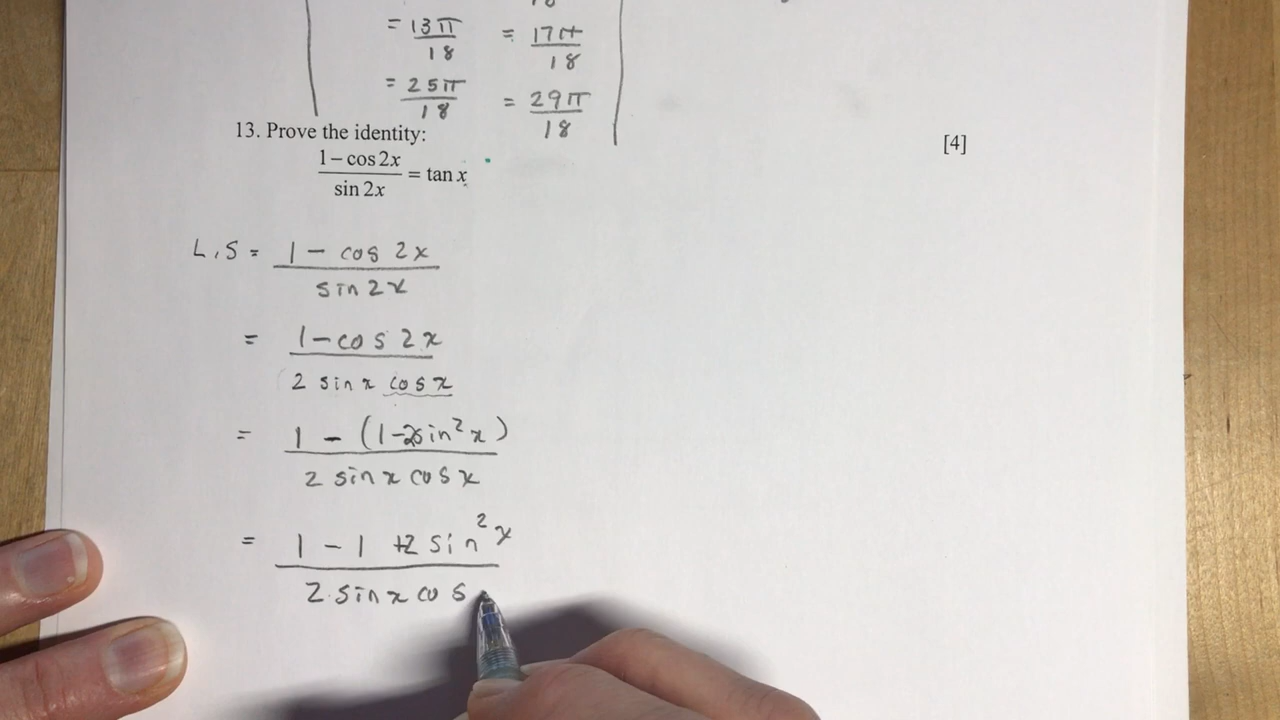 = 13π/18 = 17π/18
= 25π/18 = 29π/18
13. Prove the identity: [4]
1 – cos 2x
sin 2x
= tan x
L.S = 1 - cos 2x
sin 2x
= 1 - cos 2x
2 sin x cos x
= 1 - (1 - 2sin²x)
2 sin x cos x
= 1 - 1 + 2 sin²x
2 sin x cos